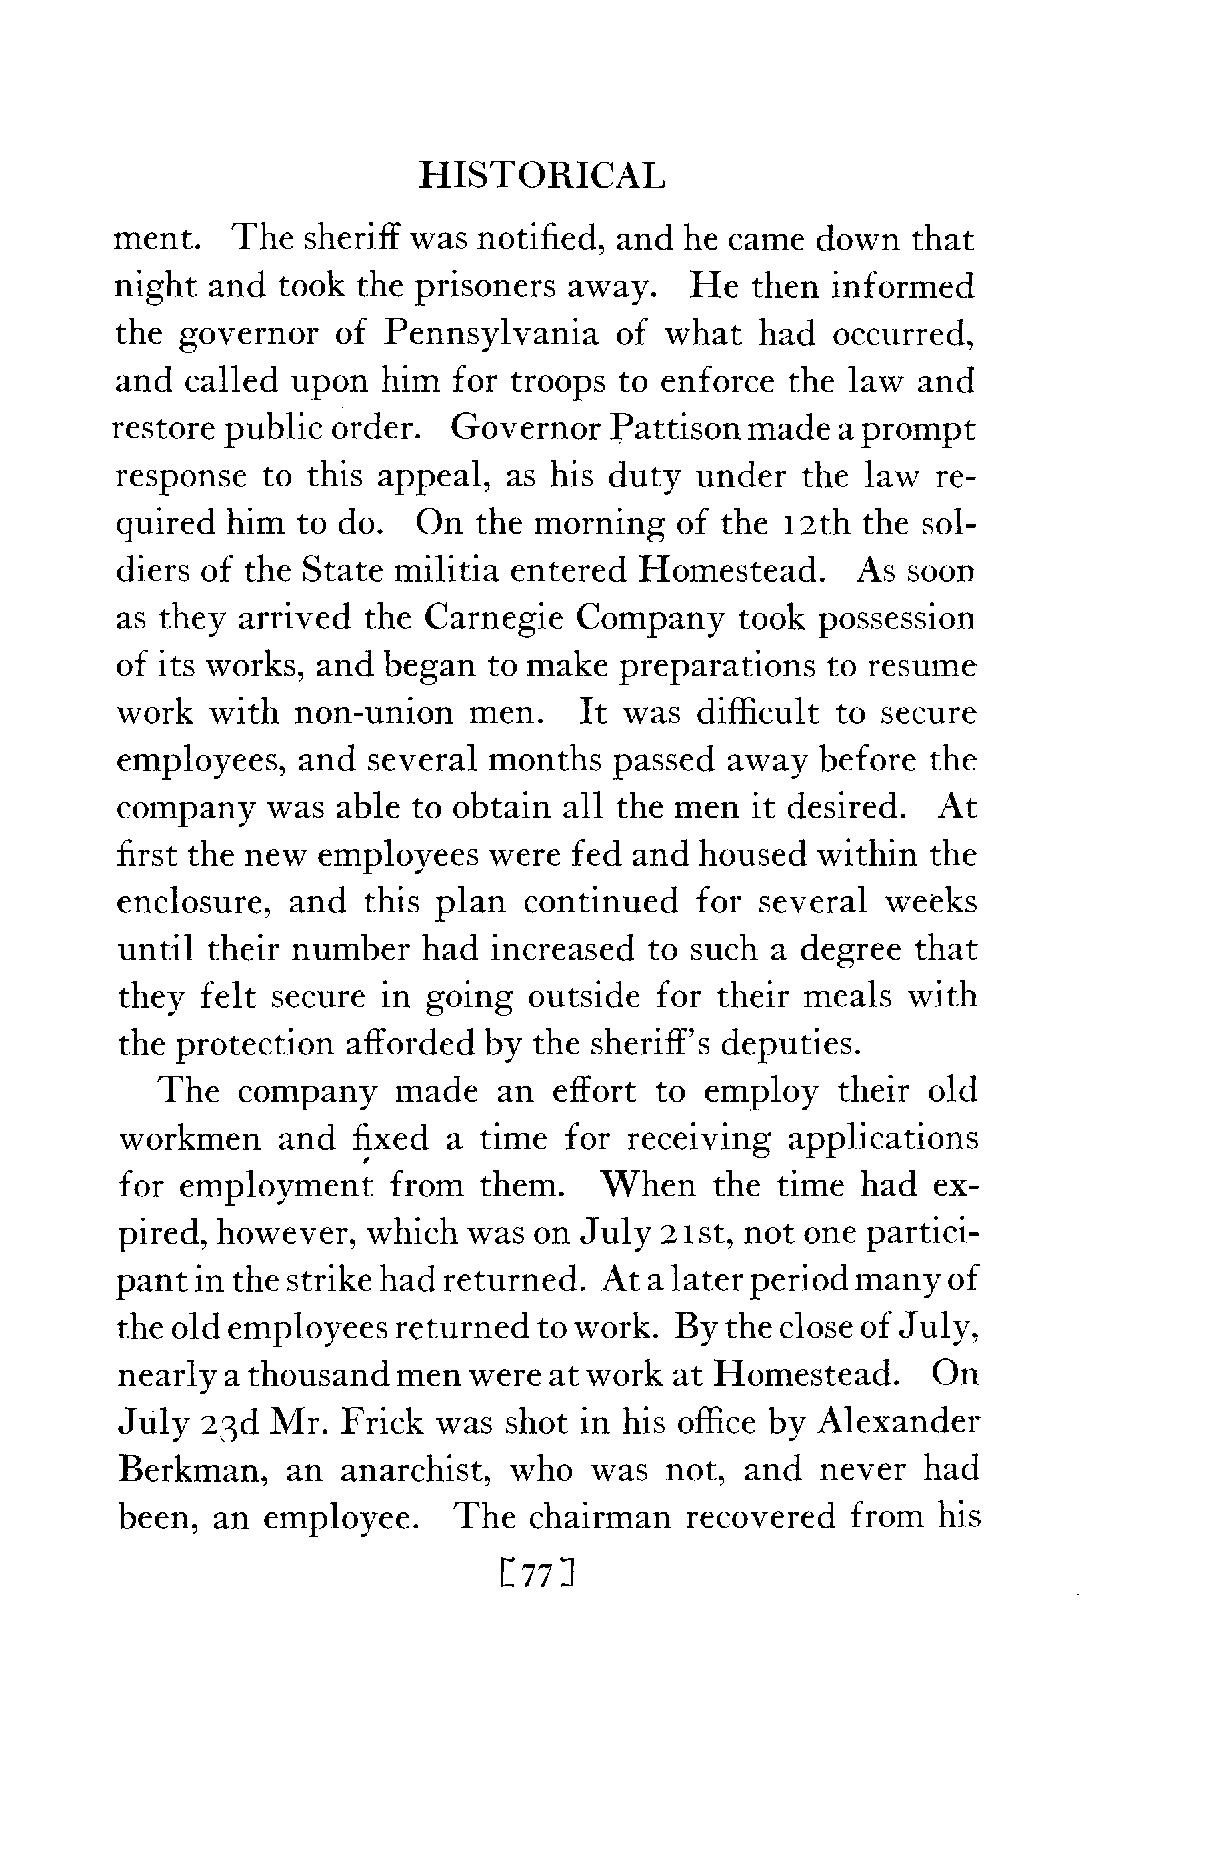 HISTORICAL
ment. The sheriff was notified, and he came down that
night and took the prisoners away. He then informed
the governor of Pennsylvania of what had occurred,
and called upon him for troops to enforce the law and
restore public order. Governor Pattison made a prompt
response to this appeal, as his duty under the law re-
quired him to do. On the morning of the 12th the sol-
diers of the State militia entered Homestead. As soon
as they arrived the Carnegie Company took possession
of its works, and began to make preparations to resume
work with non-union men. It was difficult to secure
employees, and several months passed away before the
company was able to obtain all the men it desired. At
first the new employees were fed and housed within the
enclosure, and this plan continued for several weeks
until their number had increased to such a degree that
they felt secure in going outside for their meals with
the protection afforded by the sheriff's deputies.
The company made an effort to employ their old
workmen and fixed a time for receiving applications
for employment from them. When the time had ex-
pired, however, which was on July 21st, not one partici-
pant in the strike had returned. At a later period many of
the old employees returned to work. By the close of July,
nearly a thousand men were at work at Homestead. On
July 23d Mr. Frick was shot in his office by Alexander
Berkman, an anarchist, who was not, and never had
been, an employee. The chairman recovered from his
[77]